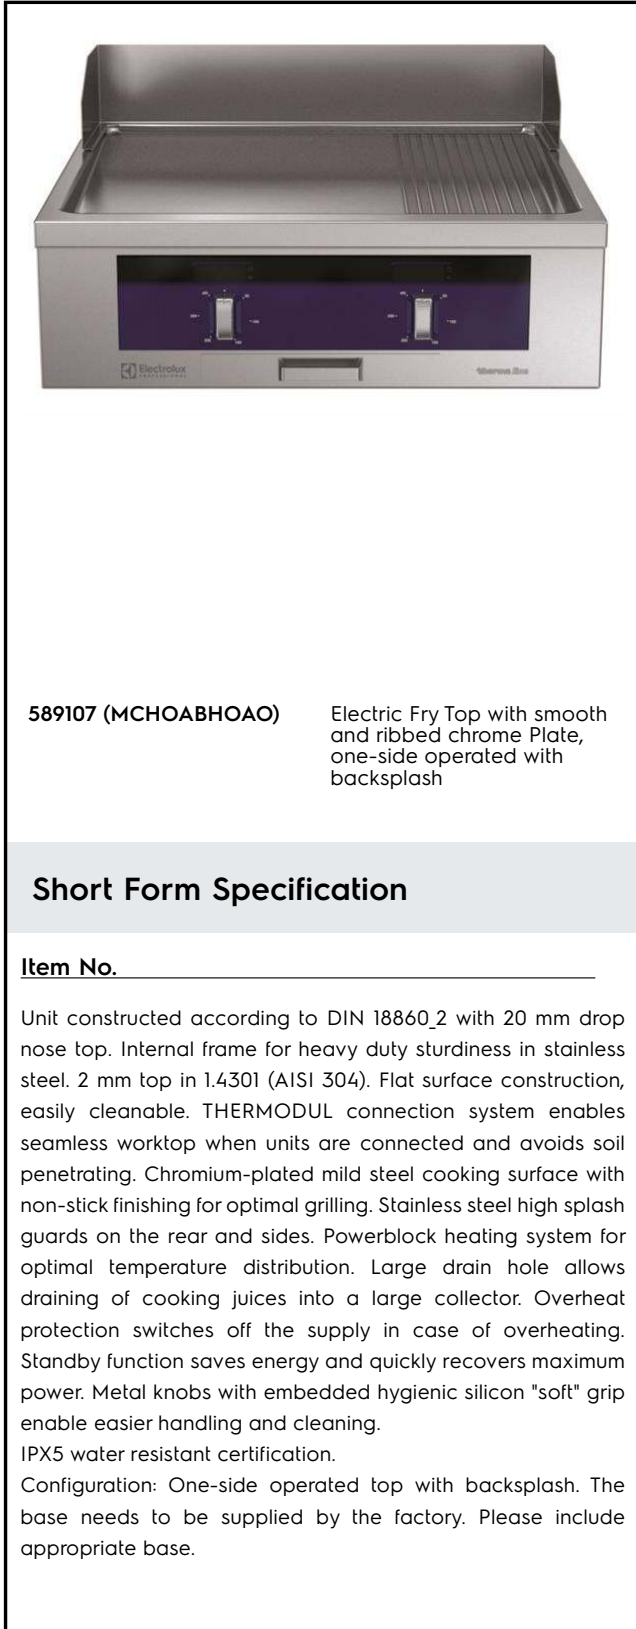 Electrolux
PROFESSIONAL
therma line
589107 (MCHOABHOAO)
Electric Fry Top with smooth
and ribbed chrome Plate,
one-side operated with
backsplash
Short Form Specification
Item No.
Unit constructed according to DIN 18860_2 with 20 mm drop
nose top. Internal frame for heavy duty sturdiness in stainless
steel. 2 mm top in 1.4301 (AISI 304). Flat surface construction,
easily cleanable. THERMODUL connection system enables
seamless worktop when units are connected and avoids soil
penetrating. Chromium-plated mild steel cooking surface with
non-stick finishing for optimal grilling. Stainless steel high splash
guards on the rear and sides. Powerblock heating system for
optimal temperature distribution. Large drain hole allows
draining of cooking juices into a large collector. Overheat
protection switches off the supply in case of overheating.
Standby function saves energy and quickly recovers maximum
power. Metal knobs with embedded hygienic silicon "soft" grip
enable easier handling and cleaning.
IPX5 water resistant certification.
Configuration: One-side operated top with backsplash. The
base needs to be supplied by the factory. Please include
appropriate base.